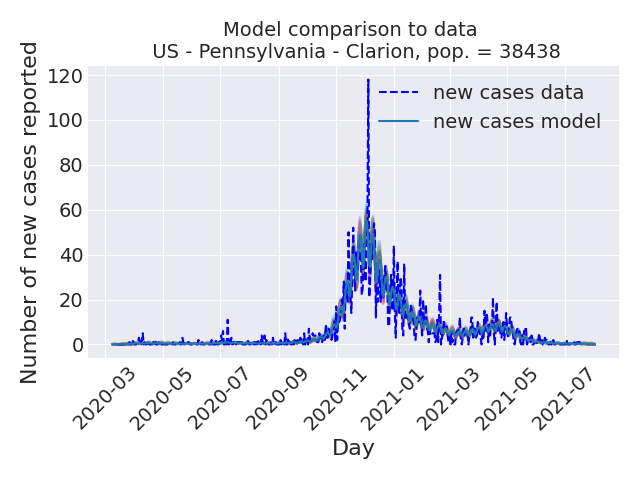 Model comparison to data
US - Pennsylvania - Clarion, pop. = 38438
Number of new cases reported
120
100
80
60
40
20
0
new cases data
new cases model
2020-03
2020-05
2020-07
2020-09
2020-11
2021-01
2021-03
2021-05
2021-07
Day